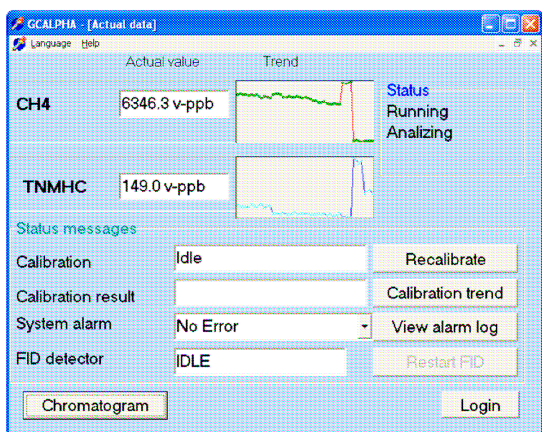 GCALPHA - [Actual data]
Language Help
Actual value Trend
CH4 6346.3 v-ppb
Status
Running
Analizing
TNMHC 149.0 v-ppb
Status messages
Calibration Idle Recalibrate
Calibration result Calibration trend
System alarm No Error View alarm log
FID detector IDLE Restart FID
Chromatogram Login